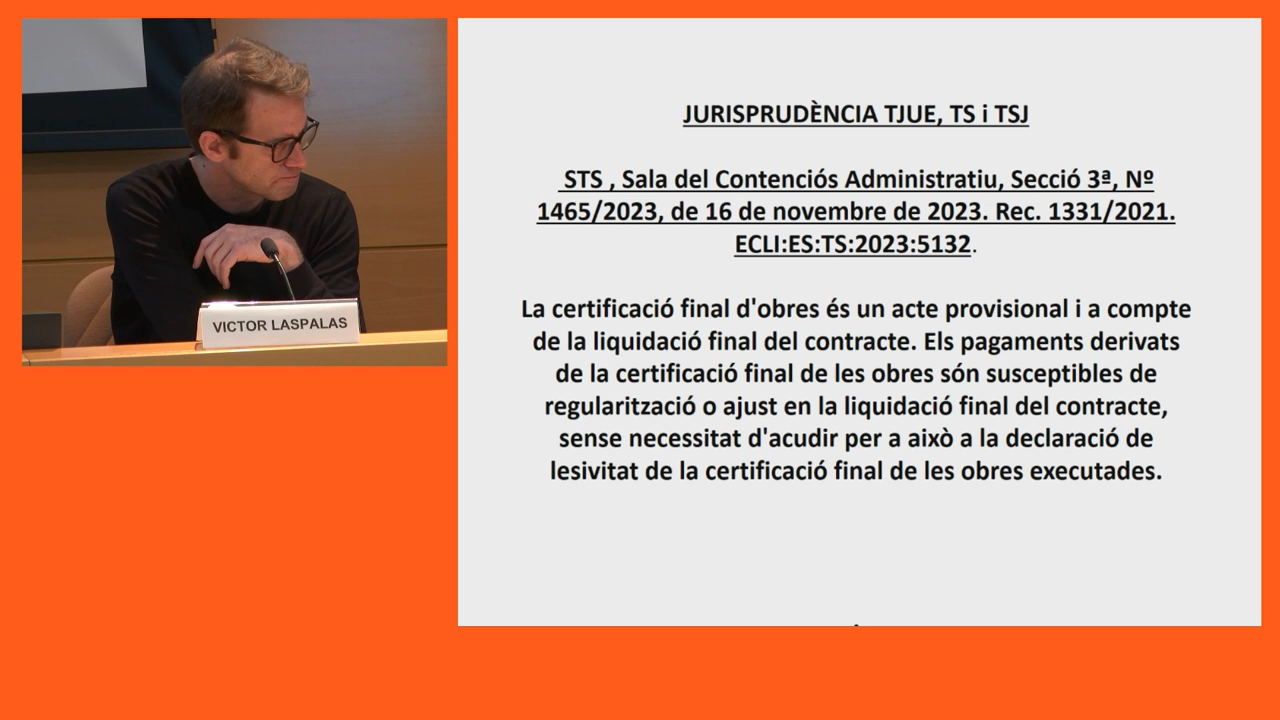 VICTOR LASPALAS
JURISPRUDÈNCIA TJUE, TS i TSJ
STS , Sala del Contenciós Administratiu, Secció 3ª, Nº
1465/2023, de 16 de novembre de 2023. Rec. 1331/2021.
ECLI:ES:TS:2023:5132.
La certificació final d'obres és un acte provisional i a compte
de la liquidació final del contracte. Els pagaments derivats
de la certificació final de les obres són susceptibles de
regularització o ajust en la liquidació final del contracte,
sense necessitat d'acudir per a això a la declaració de
lesivitat de la certificació final de les obres executades.